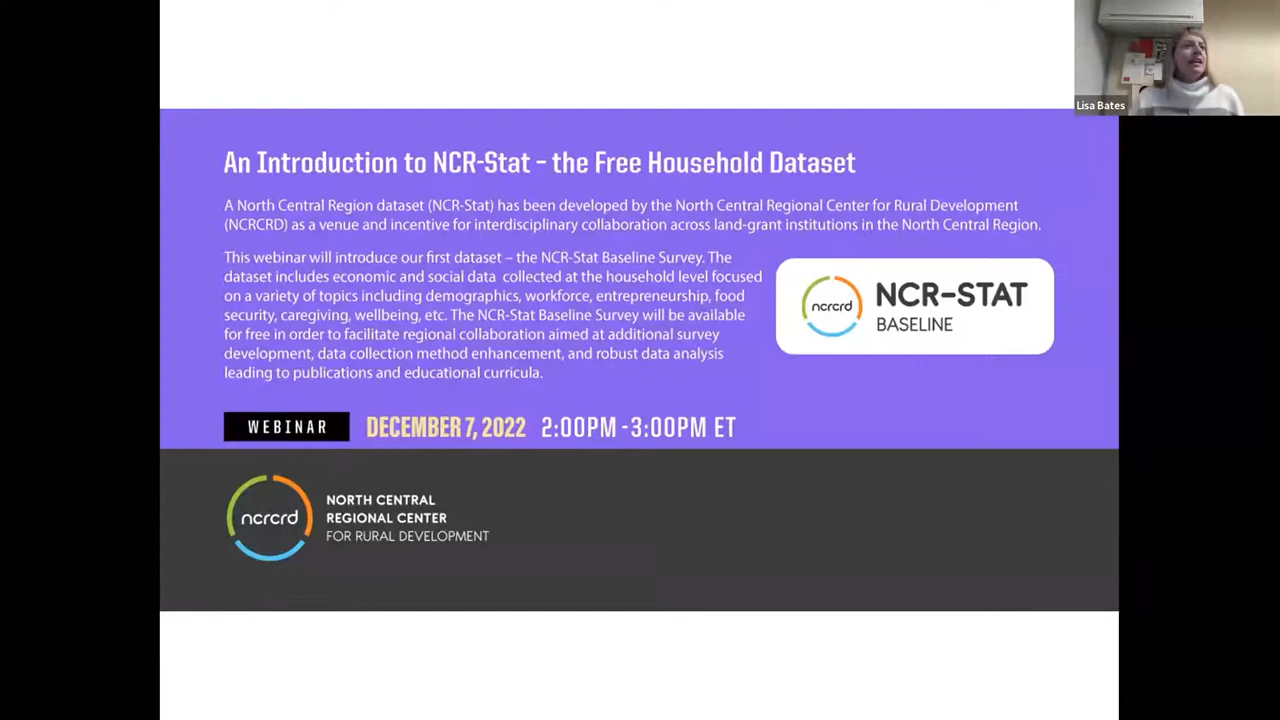 Lisa Bates
An Introduction to NCR-Stat – the Free Household Dataset
A North Central Region dataset (NCR-Stat) has been developed by the North Central Regional Center for Rural Development
(NCRCRD) as a venue and incentive for interdisciplinary collaboration across land-grant institutions in the North Central Region.
This webinar will introduce our first dataset – the NCR-Stat Baseline Survey. The
dataset includes economic and social data collected at the household level focused
on a variety of topics including demographics, workforce, entrepreneurship, food
security, caregiving, wellbeing, etc. The NCR-Stat Baseline Survey will be available
for free in order to facilitate regional collaboration aimed at additional survey
development, data collection method enhancement, and robust data analysis
leading to publications and educational curricula.
ncrcrd
NCR-STAT
BASELINE
WEBINAR DECEMBER 7, 2022 2:00PM -3:00PM ET
ncrcrd
NORTH CENTRAL
REGIONAL CENTER
FOR RURAL DEVELOPMENT